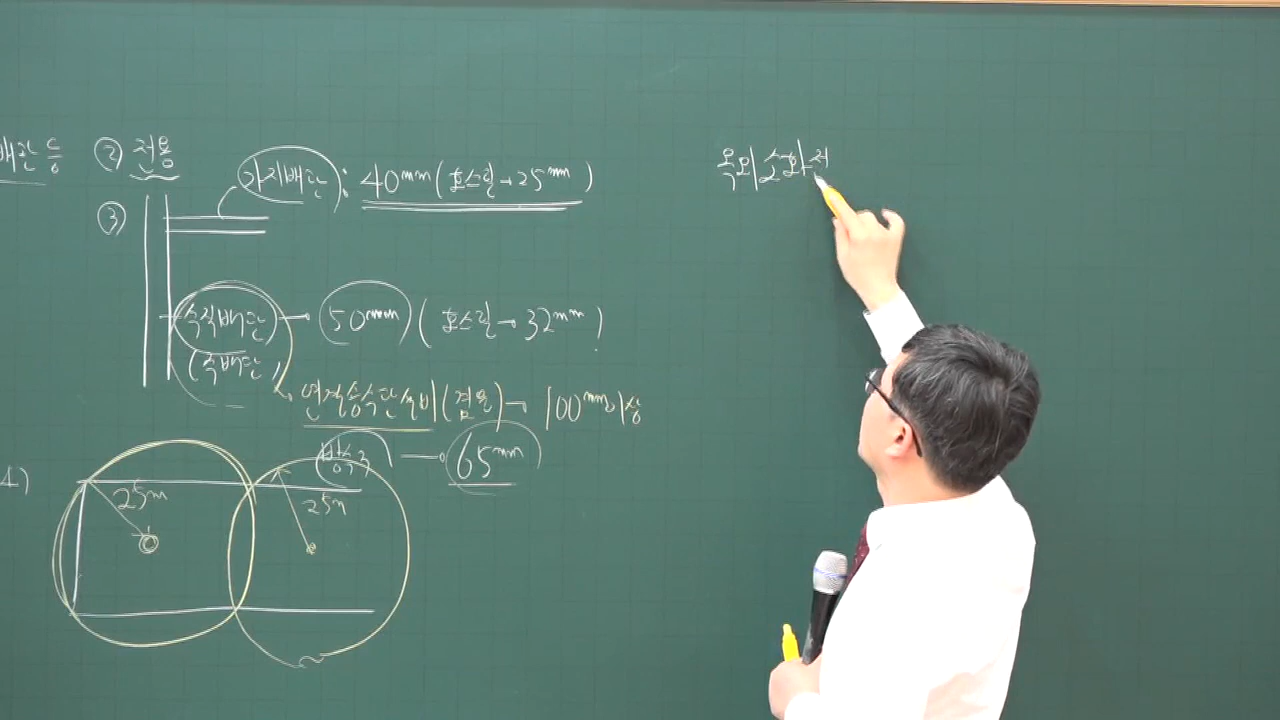 배관 등
② 전용
가지배관 : 40mm (호스릴→25mm)
③
수직배관 → 50mm (호스릴→32mm)
(주배관)
연결송수관설비(겸용) → 100mm 이상
방수구 → 65mm
4)
25m
25m
옥외소화전